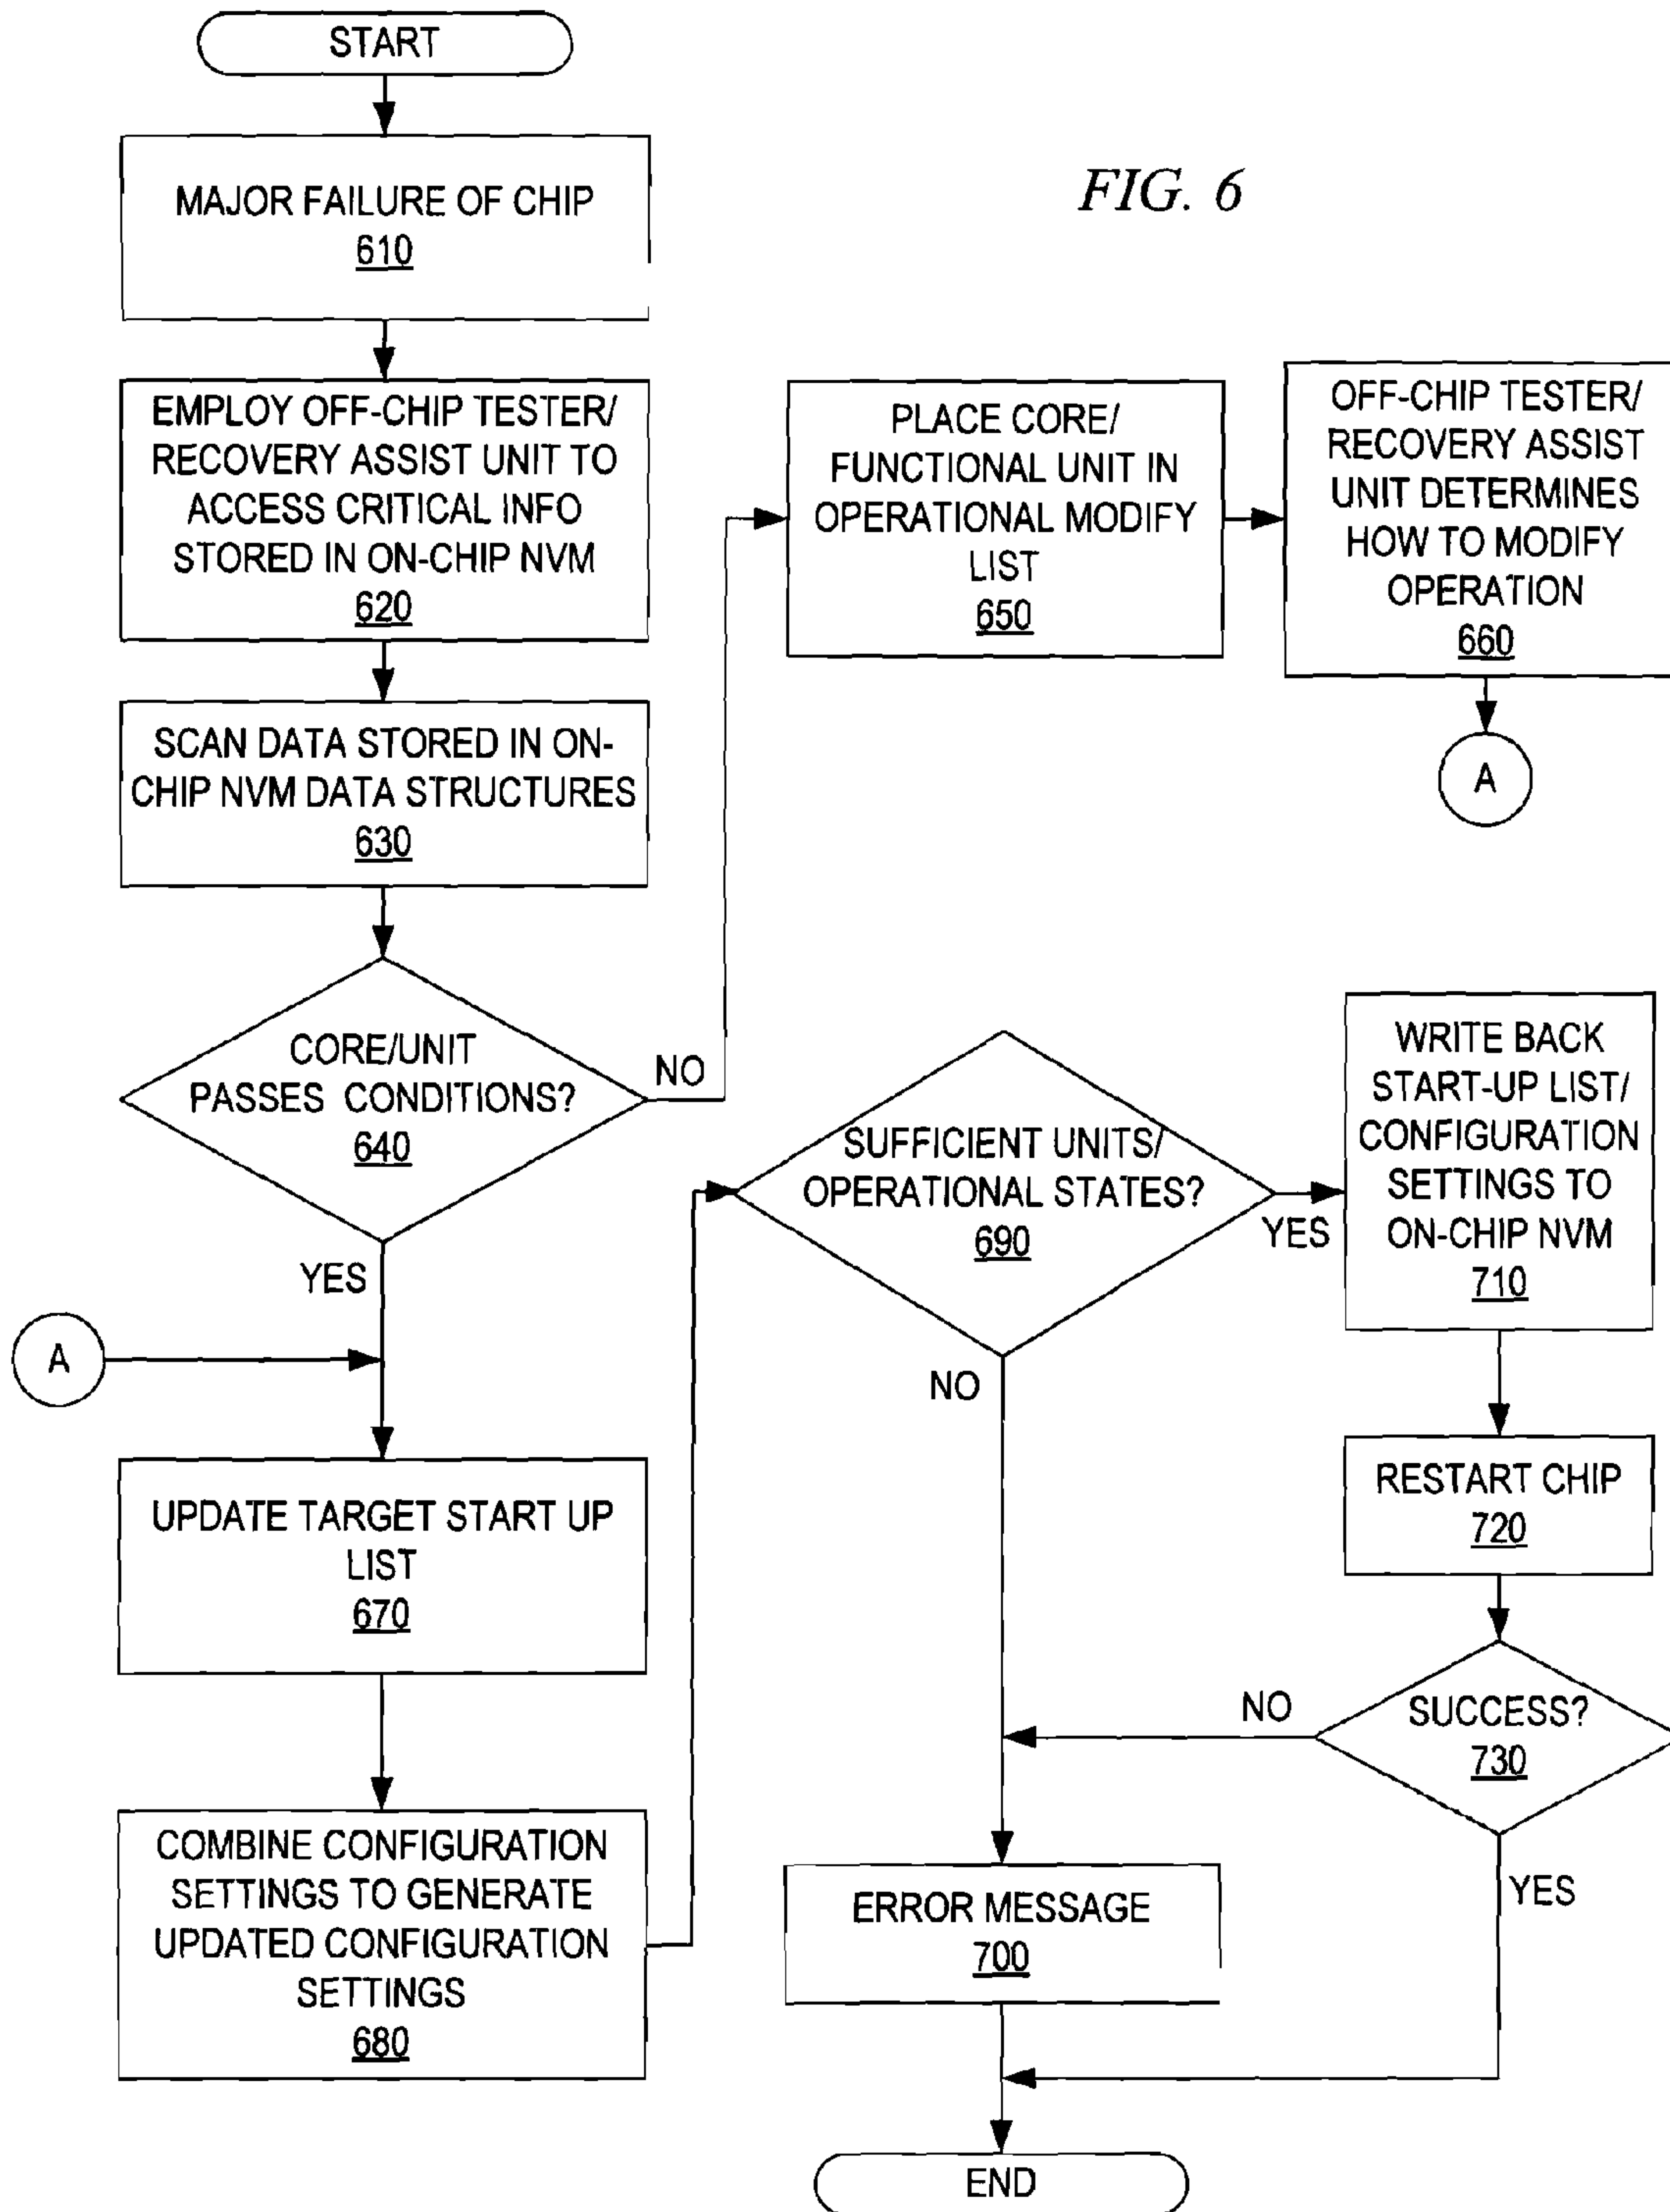 START
MAJOR FAILURE OF CHIP
610
FIG. 6
EMPLOY OFF-CHIP TESTER/
RECOVERY ASSIST UNIT TO
ACCESS CRITICAL INFO
STORED IN ON-CHIP NVM
620
PLACE CORE/
FUNCTIONAL UNIT IN
OPERATIONAL MODIFY
LIST
650
OFF-CHIP TESTER/
RECOVERY ASSIST
UNIT DETERMINES
HOW TO MODIFY
OPERATION
660
A
SCAN DATA STORED IN ON-
CHIP NVM DATA STRUCTURES
630
CORE/UNIT
PASSES CONDITIONS?
640
NO
YES
A
UPDATE TARGET START UP
LIST
670
COMBINE CONFIGURATION
SETTINGS TO GENERATE
UPDATED CONFIGURATION
SETTINGS
680
SUFFICIENT UNITS/
OPERATIONAL STATES?
690
YES
NO
WRITE BACK
START-UP LIST/
CONFIGURATION
SETTINGS TO
ON-CHIP NVM
710
RESTART CHIP
720
SUCCESS?
730
NO
YES
ERROR MESSAGE
700
END